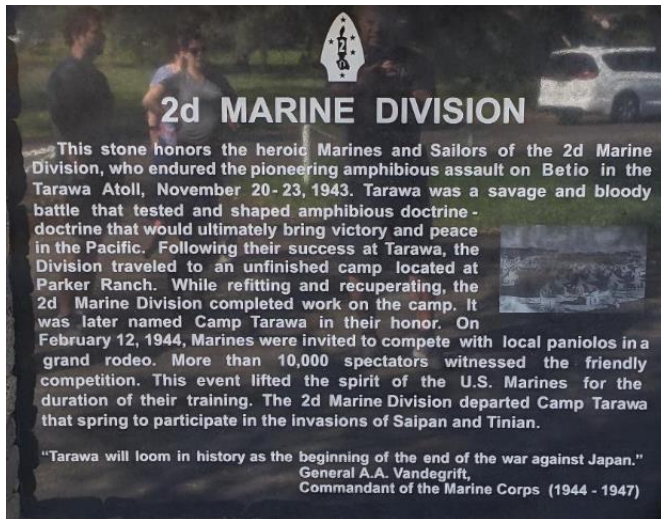 2
2d MARINE DIVISION
This stone honors the heroic Marines and Sailors of the 2d Marine
Division, who endured the pioneering amphibious assault on Betio in the
Tarawa Atoll, November 20-23, 1943. Tarawa was a savage and bloody
battle that tested and shaped amphibious doctrine -
doctrine that would ultimately bring victory and peace
in the Pacific. Following their success at Tarawa, the
Division traveled to an unfinished camp located at
Parker Ranch. While refitting and recuperating, the
2d Marine Division completed work on the camp. It
was later named Camp Tarawa in their honor. On
February 12, 1944, Marines were invited to compete with local paniolos in a
grand rodeo. More than 10,000 spectators witnessed the friendly
competition. This event lifted the spirit of the U.S. Marines for the
duration of their training. The 2d Marine Division departed Camp Tarawa
that spring to participate in the invasions of Saipan and Tinian.
“Tarawa will loom in history as the beginning of the end of the war against Japan.”
General A.A. Vandegrift,
Commandant of the Marine Corps (1944 - 1947)